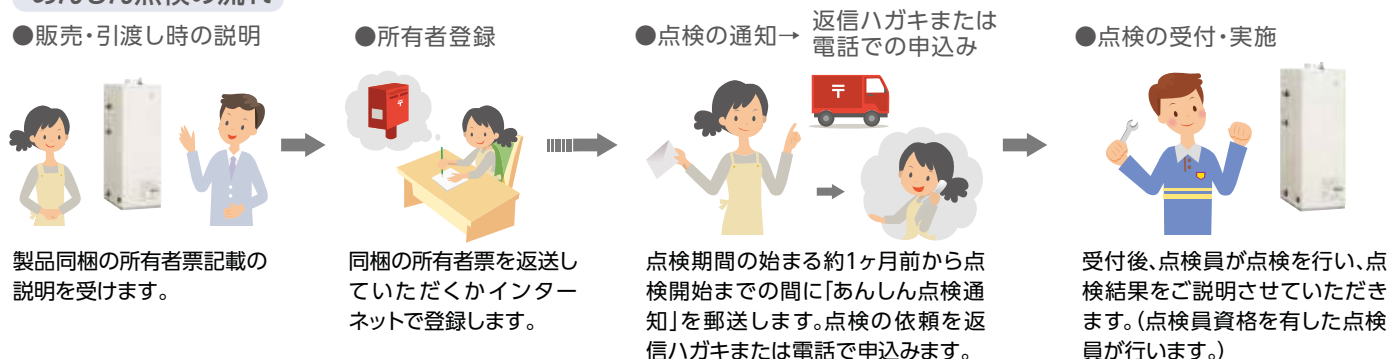 ●販売・引渡し時の説明
製品同梱の所有者票記載の
説明を受けます。
●所有者登録
同梱の所有者票を返送し
ていただくかインター
ネットで登録します。
●点検の通知→ 返信ハガキまたは
電話での申込み
点検期間の始まる約1ヶ月前から点
検開始までの間に「あんしん点検通
知」を郵送します。点検の依頼を返
信ハガキまたは電話で申込みます。
●点検の受付・実施
受付後、点検員が点検を行い、点
検結果をご説明させていただき
ます。(点検員資格を有した点検
員が行います。)